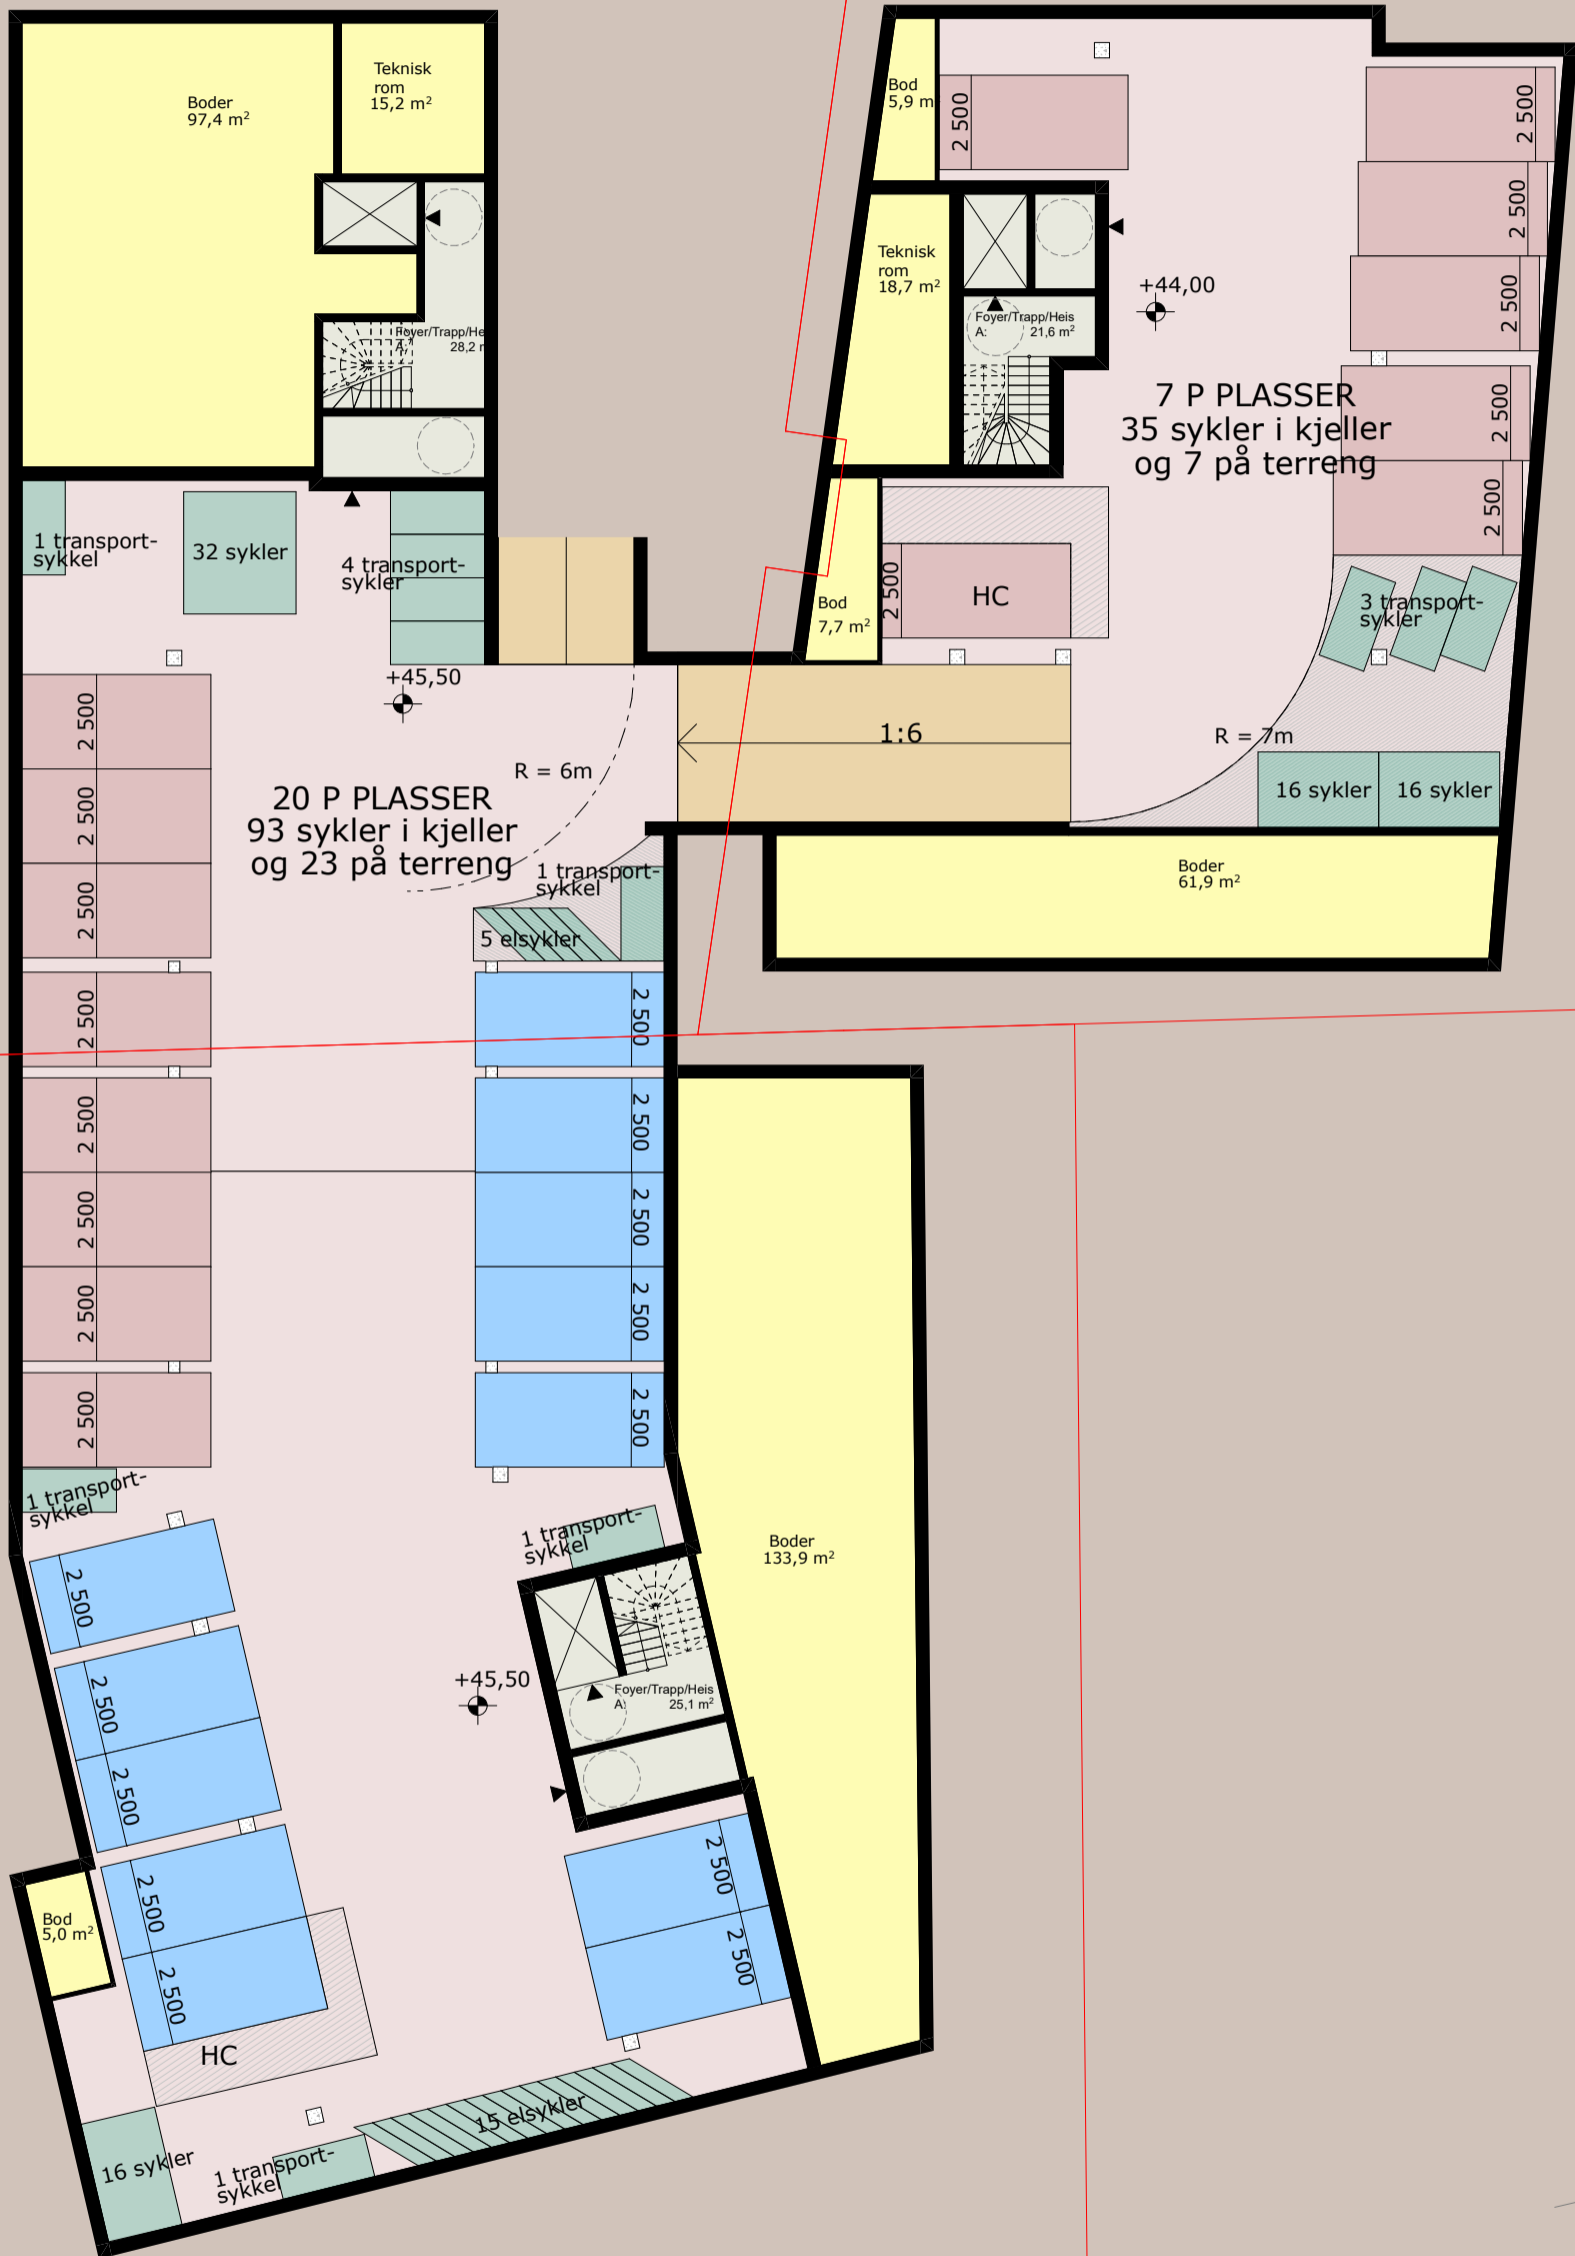 Boder
97,4 m²
Teknisk
rom
15,2 m²
Foyer/Trapp/He
A:
28,2 m
Bod
5,9 m
2 500
2 500
2 500
2 500
2 500
2 500
Teknisk
rom
18,7 m²
Foyer/Trapp/Heis
A:
21,6 m²
+44,00
7 P PLASSER
35 sykler i kjeller
og 7 på terreng
1 transport-
sykkel
32 sykler
4 transport-
sykler
Bod
7,7 m²
2 500
HC
3 transport-
sykler
+45,50
1:6
R = 6m
R = 7m
16 sykler
16 sykler
20 P PLASSER
93 sykler i kjeller
og 23 på terreng
1 transport-
sykkel
5 elsykler
Boder
61,9 m²
2 500
2 500
2 500
2 500
2 500
2 500
2 500
2 500
2 500
2 500
2 500
2 500
2 500
1 transport-
sykkel
1 transport-
sykkel
Boder
133,9 m²
2 500
2 500
2 500
2 500
2 500
+45,50
Foyer/Trapp/Heis
A:
25,1 m²
2 500
2 500
Bod
5,0 m²
HC
15 elsykler
16 sykler
1 transport-
sykkel